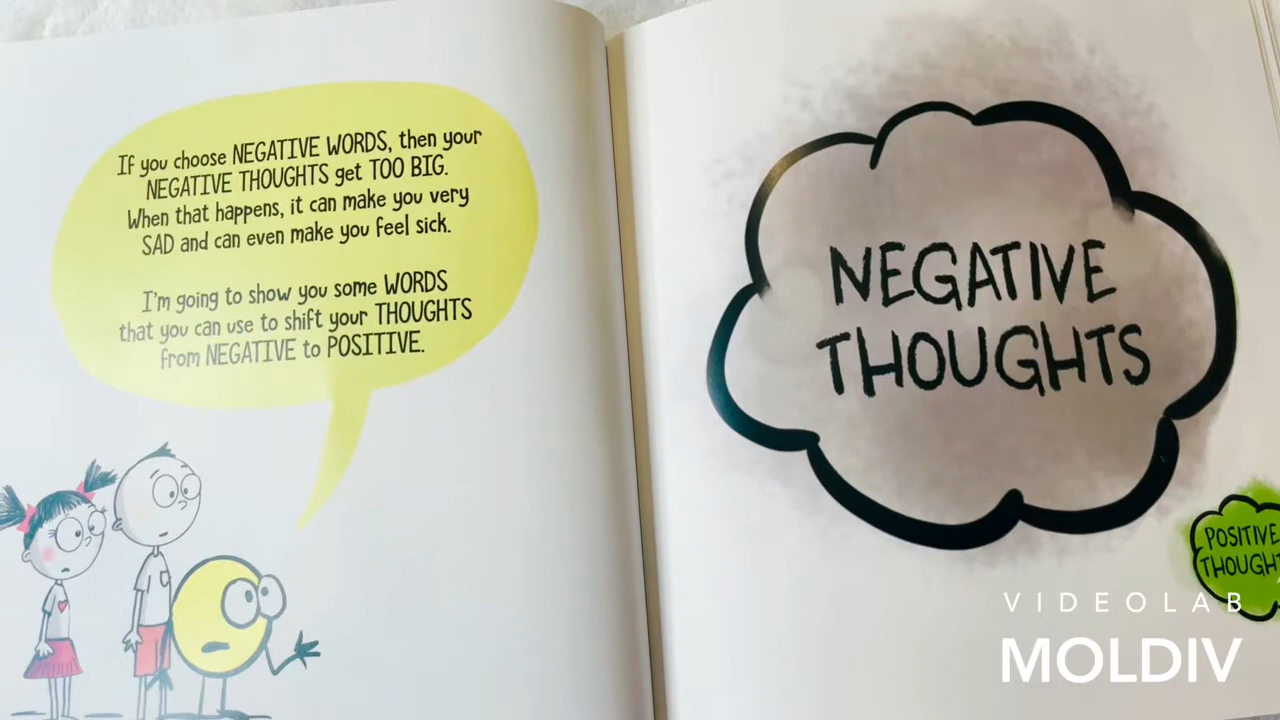 If you choose NEGATIVE WORDS, then your
NEGATIVE THOUGHTS get TOO BIG.
When that happens, it can make you very
SAD and can even make you feel sick.
I'm going to show you some WORDS
that you can use to shift your THOUGHTS
from NEGATIVE to POSITIVE.
NEGATIVE
THOUGHTS
POSITIVE
THOUGHT
VIDEOLAB
MOLDIV